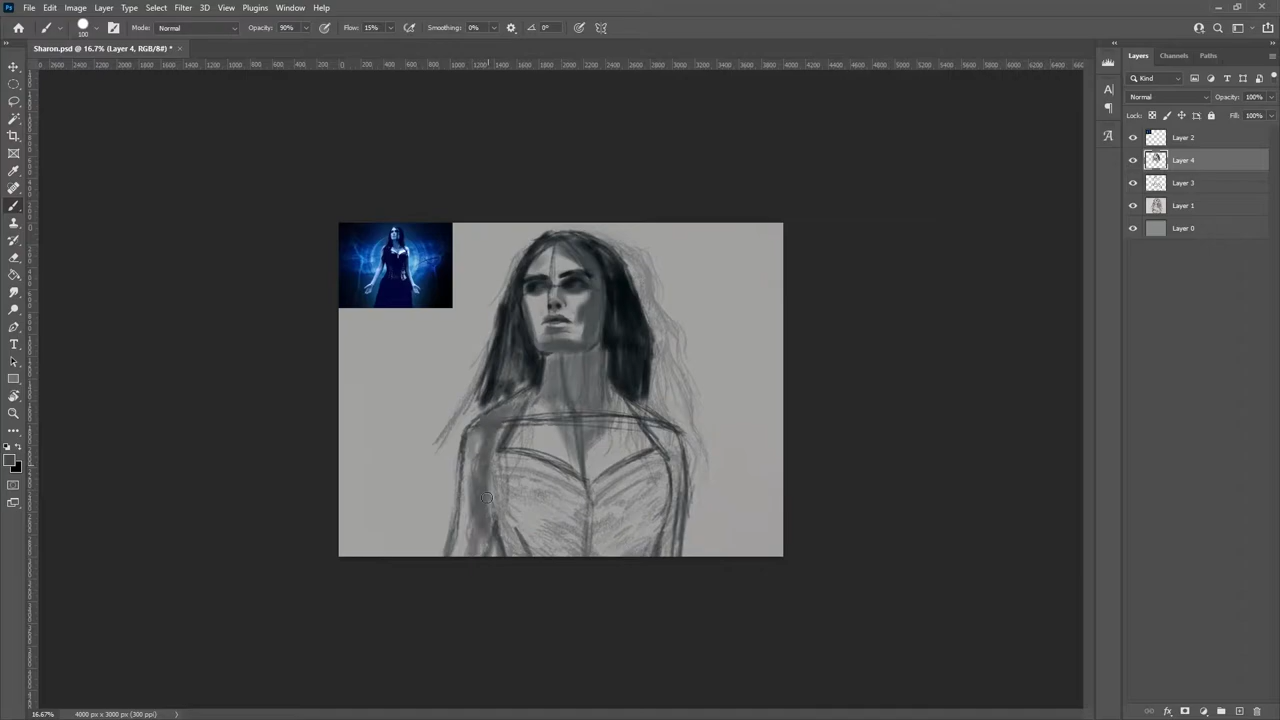 File Edit Image Layer Type Select Filter 3D View Plugins Window Help
100 Mode: Normal Opacity: 90% Flow: 15% Smoothing: 0% 0°
Sharon.psd @ 16.7% (Layer 4, RGB/8#) * ×
Layers Channels Paths
Kind
Normal Opacity: 100%
Lock: Fill: 100%
Layer 2
Layer 4
Layer 3
Layer 1
Layer 0
16.67% 4000 px x 3000 px (300 ppi)